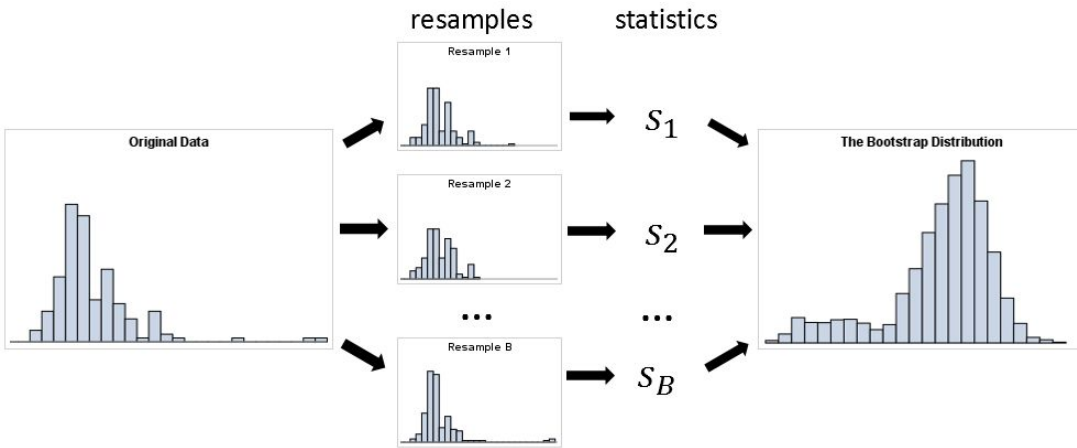 resamples
statistics
Resample 1
S1
Original Data
The Bootstrap Distribution
Resample 2
S2
...
...
Resample B
SB